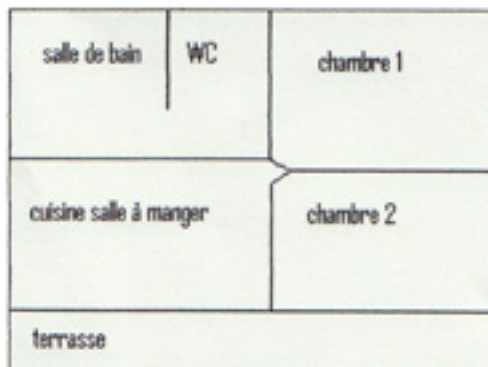 salle de bain
WC
chambre 1
cuisine salle à manger
chambre 2
terrasse